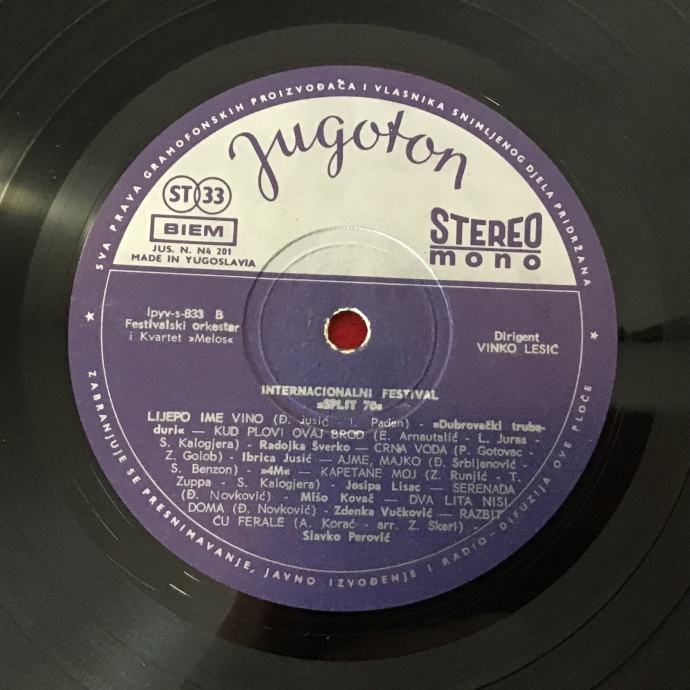 SVA PRAVA GRAMOFONSKIH PROIZVOĐAČA I VLASNIKA SNIMLJENOG DJELA PRIDRŽANA
Jugoton
ST 33
BIEM
JUS. N. N4 201
MADE IN YUGOSLAVIA
STEREO
mono
lpyv-s-833 B
Festivalski orkestar
i Kvartet »Melos«
Dirigent
VINKO LESIĆ
INTERNACIONALNI FESTIVAL
»SPLIT 70«
LIJEPO IME VINO (Đ. Jusić - I. Paden) - »Dubrovački truba-
duri« — KUD PLOVI OVAJ BROD (E. Arnautalić - L. Juras -
S. Kalogjera) - Radojka Šverko — CRNA VODA (P. Gotovac
Z. Golob) - Ibrica Jusić — AJME, MAJKO (D. Srbljenović -
S. Benzon) - »4M« — KAPETANE MOJ (Z. Runjić - T.
Zuppa - S. Kalogjera) - Josipa Lisac — SERENADA
(Đ. Novković) - Mišo Kovač — DVA LITA NISI
DOMA (Đ. Novković) - Zdenka Vučković — RAZBIT
ĆU FERALE (A. Korać - arr. Z. Skeri) -
Slavko Perović
ZABRANJUJE SE PRESNIMAVANJE, JAVNO IZVOĐENJE I RADIO-DIFUZIJA OVE PLOČE